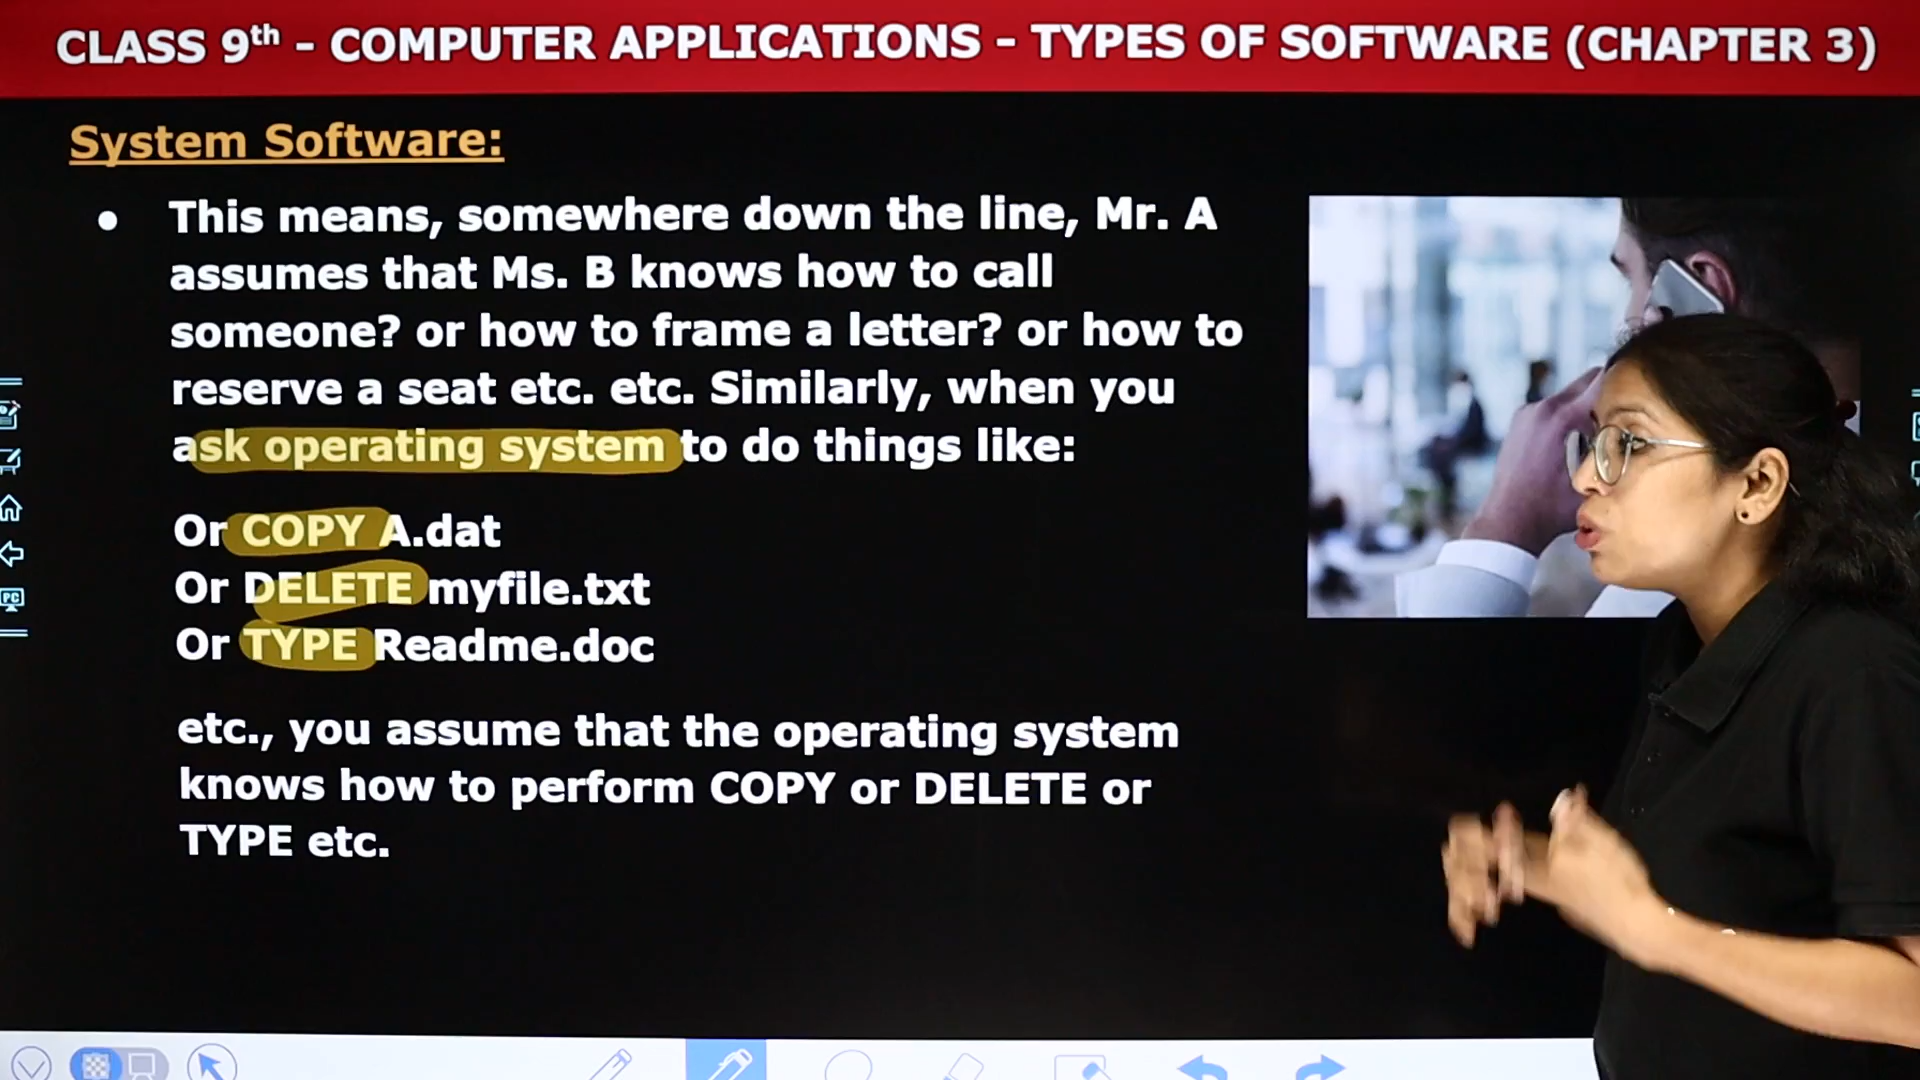 CLASS 9th - COMPUTER APPLICATIONS - TYPES OF SOFTWARE (CHAPTER 3)
System Software:
• This means, somewhere down the line, Mr. A
assumes that Ms. B knows how to call
someone? or how to frame a letter? or how to
reserve a seat etc. etc. Similarly, when you
ask operating system to do things like:
Or COPY A.dat
Or DELETE myfile.txt
Or TYPE Readme.doc
etc., you assume that the operating system
knows how to perform COPY or DELETE or
TYPE etc.
PC